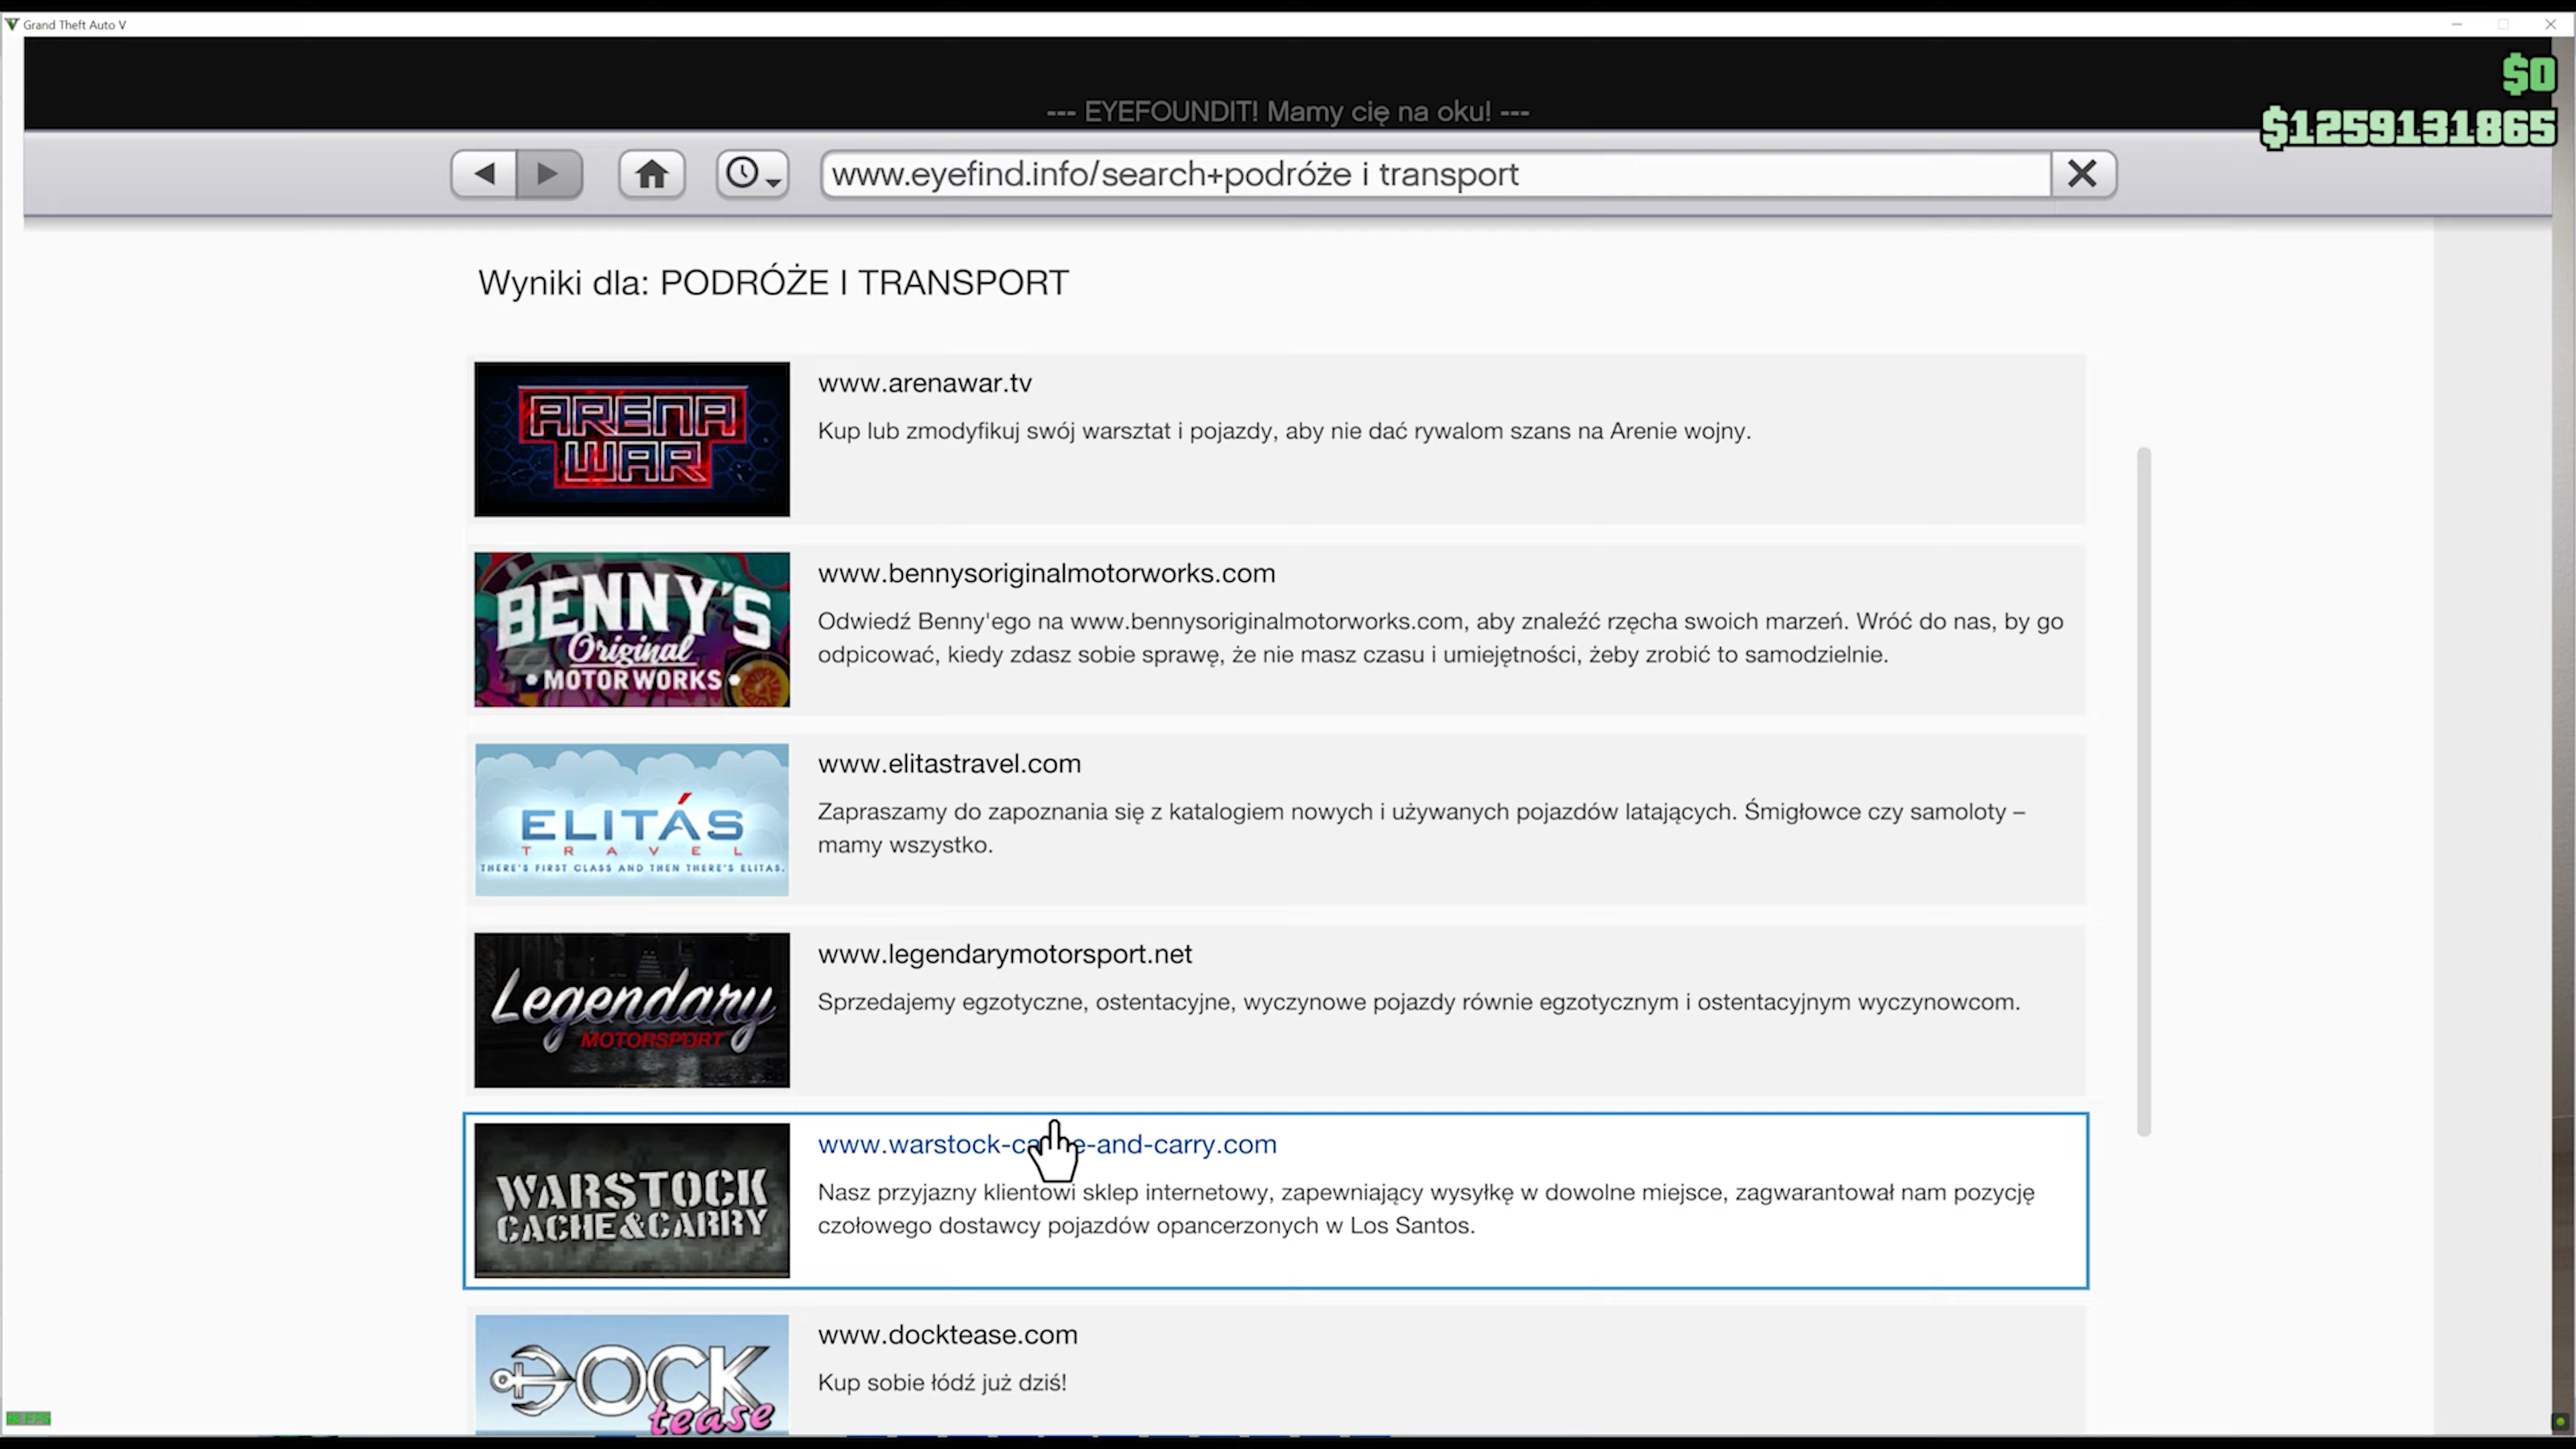 Grand Theft Auto V
$0
$1259131865
--- EYEFOUNDIT! Mamy cię na oku! ---
www.eyefind.info/search+podróże i transport
Wyniki dla: PODRÓŻE I TRANSPORT
ARENA
WAR
www.arenawar.tv
Kup lub zmodyfikuj swój warsztat i pojazdy, aby nie dać rywalom szans na Arenie wojny.
BENNY'S
Original
• MOTOR WORKS •
www.bennysoriginalmotorworks.com
Odwiedź Benny'ego na www.bennysoriginalmotorworks.com, aby znaleźć rzęcha swoich marzeń. Wróć do nas, by go
odpicować, kiedy zdasz sobie sprawę, że nie masz czasu i umiejętności, żeby zrobić to samodzielnie.
ELITÁS
TRAVEL
THERE'S FIRST CLASS AND THEN THERE'S ELITAS.
www.elitastravel.com
Zapraszamy do zapoznania się z katalogiem nowych i używanych pojazdów latających. Śmigłowce czy samoloty –
mamy wszystko.
Legendary
MOTORSPORT
www.legendarymotorsport.net
Sprzedajemy egzotyczne, ostentacyjne, wyczynowe pojazdy równie egzotycznym i ostentacyjnym wyczynowcom.
WARSTOCK
CACHE & CARRY
www.warstock-cache-and-carry.com
Nasz przyjazny klientowi sklep internetowy, zapewniający wysyłkę w dowolne miejsce, zagwarantował nam pozycję
czołowego dostawcy pojazdów opancerzonych w Los Santos.
DOCK
tease
www.docktease.com
Kup sobie łódź już dziś!